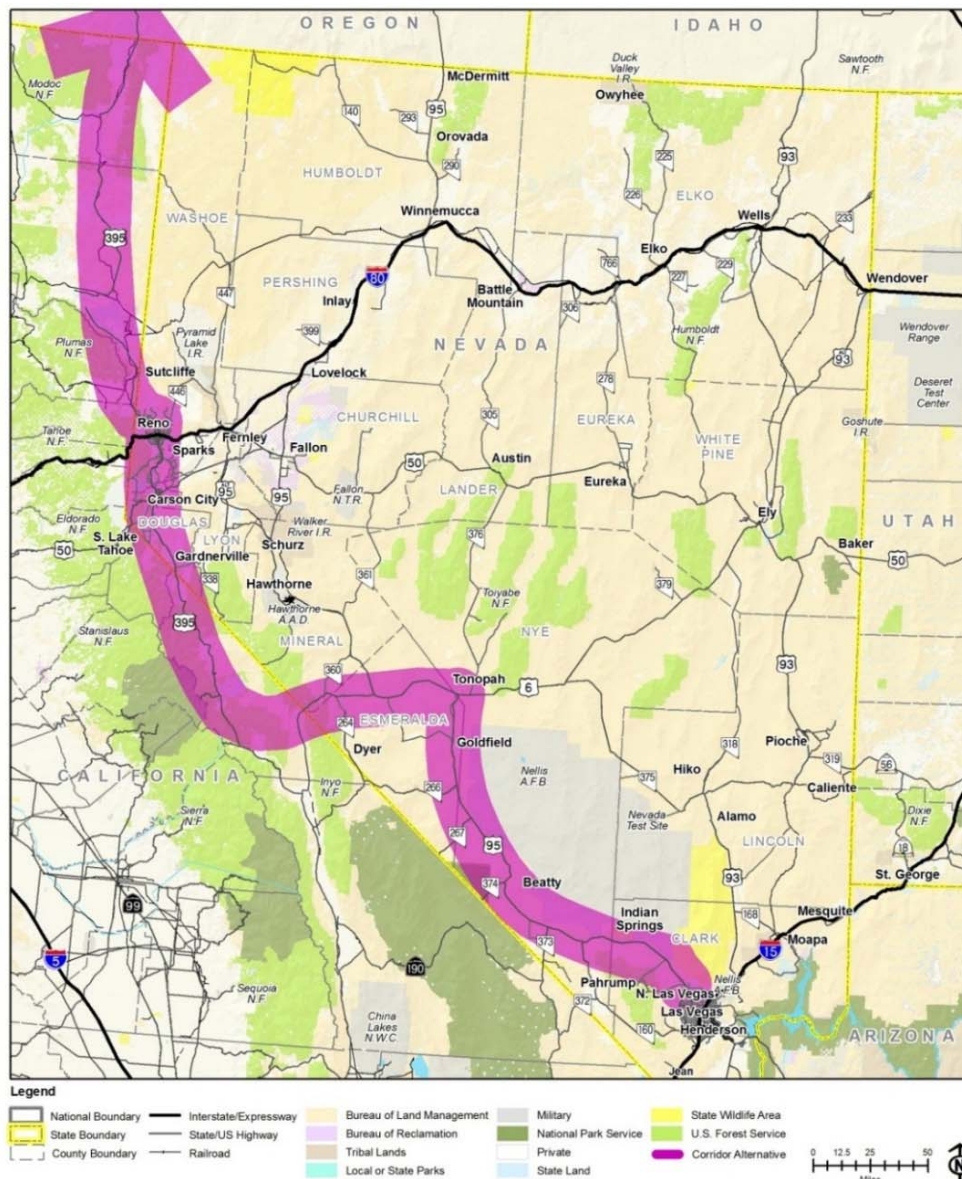 OREGON
IDAHO
Modoc
N.F.
McDermitt
Duck
Valley
I.R.
Sawtooth
N.F.
Owyhee
140
293
95
93
Orovada
225
290
HUMBOLDT
226
ELKO
WASHOE
Winnemucca
Wells
233
395
Elko
766
227
229
Wendover
PERSHING
80
Battle
Mountain
306
447
Inlay
Wendover
Range
Pyramid
Lake
I.R.
399
NEVADA
Humboldt
N.F.
93
Plumas
N.F.
Sutcliffe
Lovelock
278
Deseret
Test
Center
446
305
Reno
CHURCHILL
EUREKA
Goshute
I.R.
Tahoe
N.F.
Sparks
Fernley
Fallon
WHITE
PINE
50
Austin
95
95
Fallon
N.T.R.
LANDER
Eureka
Carson City
Ely
Eldorado
N.F.
DOUGLAS
Walker
River I.R.
UTAH
50
S. Lake
Tahoe
LYON
Schurz
376
Baker
50
Gardnerville
338
Hawthorne
361
379
Hawthorne
A.A.D.
Toiyabe
N.F.
395
Stanislaus
N.F.
MINERAL
NYE
360
Tonopah
6
93
264
ESMERALDA
Goldfield
318
Pioche
Dyer
319
56
CALIFORNIA
Inyo
N.F.
Nellis
A.F.B
375
Hiko
Caliente
266
Sierra
N.F.
Nevada
Test Site
Alamo
Dixie
N.F.
267
95
LINCOLN
18
374
Beatty
93
St. George
99
Indian
Springs
168
Mesquite
5
373
CLARK
15
Moapa
190
Pahrump
Nellis
A.F.B
Sequoia
N.F.
372
N. Las Vegas
Las Vegas
160
Henderson
ARIZONA
China
Lakes
N.W.C
Jean
Legend
National Boundary
Interstate/Expressway
Bureau of Land Management
Military
State Wildlife Area
State Boundary
State/US Highway
Bureau of Reclamation
National Park Service
U.S. Forest Service
County Boundary
Railroad
Tribal Lands
Private
Corridor Alternative
Local or State Parks
State Land
0 12.5 25 50
Miles
N